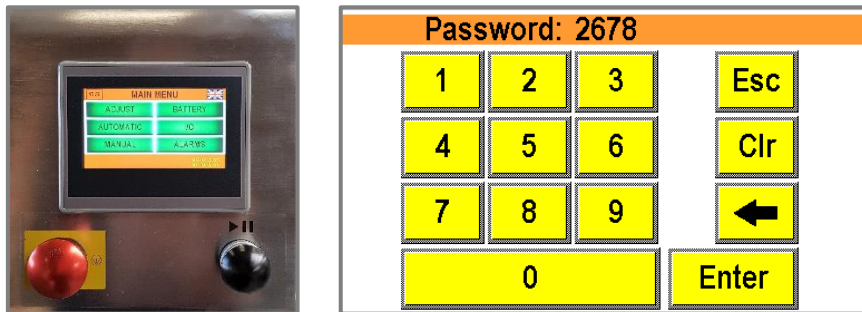 MAIN MENU
ADJUST BATTERY
AUTOMATIC I/O
MANUAL ALARMS
Password: 2678
1 2 3 Esc
4 5 6 Clr
7 8 9
0 Enter